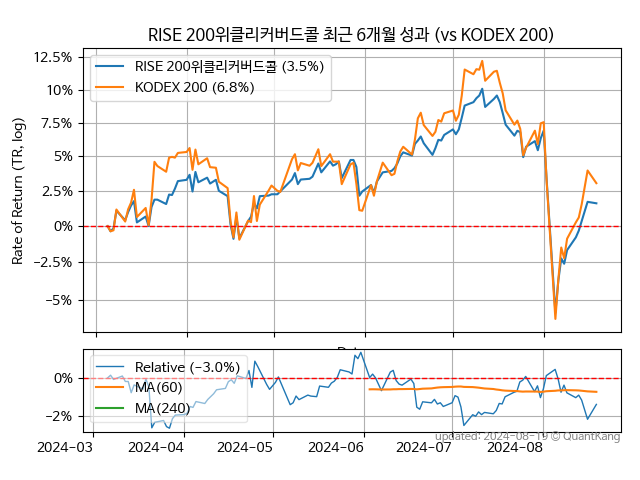 RISE 200위클리커버드콜 최근 6개월 성과 (vs KODEX 200)
Rate of Return (TR, log)
12.5%
10%
7.5%
5%
2.5%
0%
−2.5%
−5%
RISE 200위클리커버드콜 (3.5%)
KODEX 200 (6.8%)
0%
−2%
Relative (−3.0%)
MA(60)
MA(240)
2024-03
2024-04
2024-05
2024-06
2024-07
2024-08
updated: 2024-08-19 © QuantKang